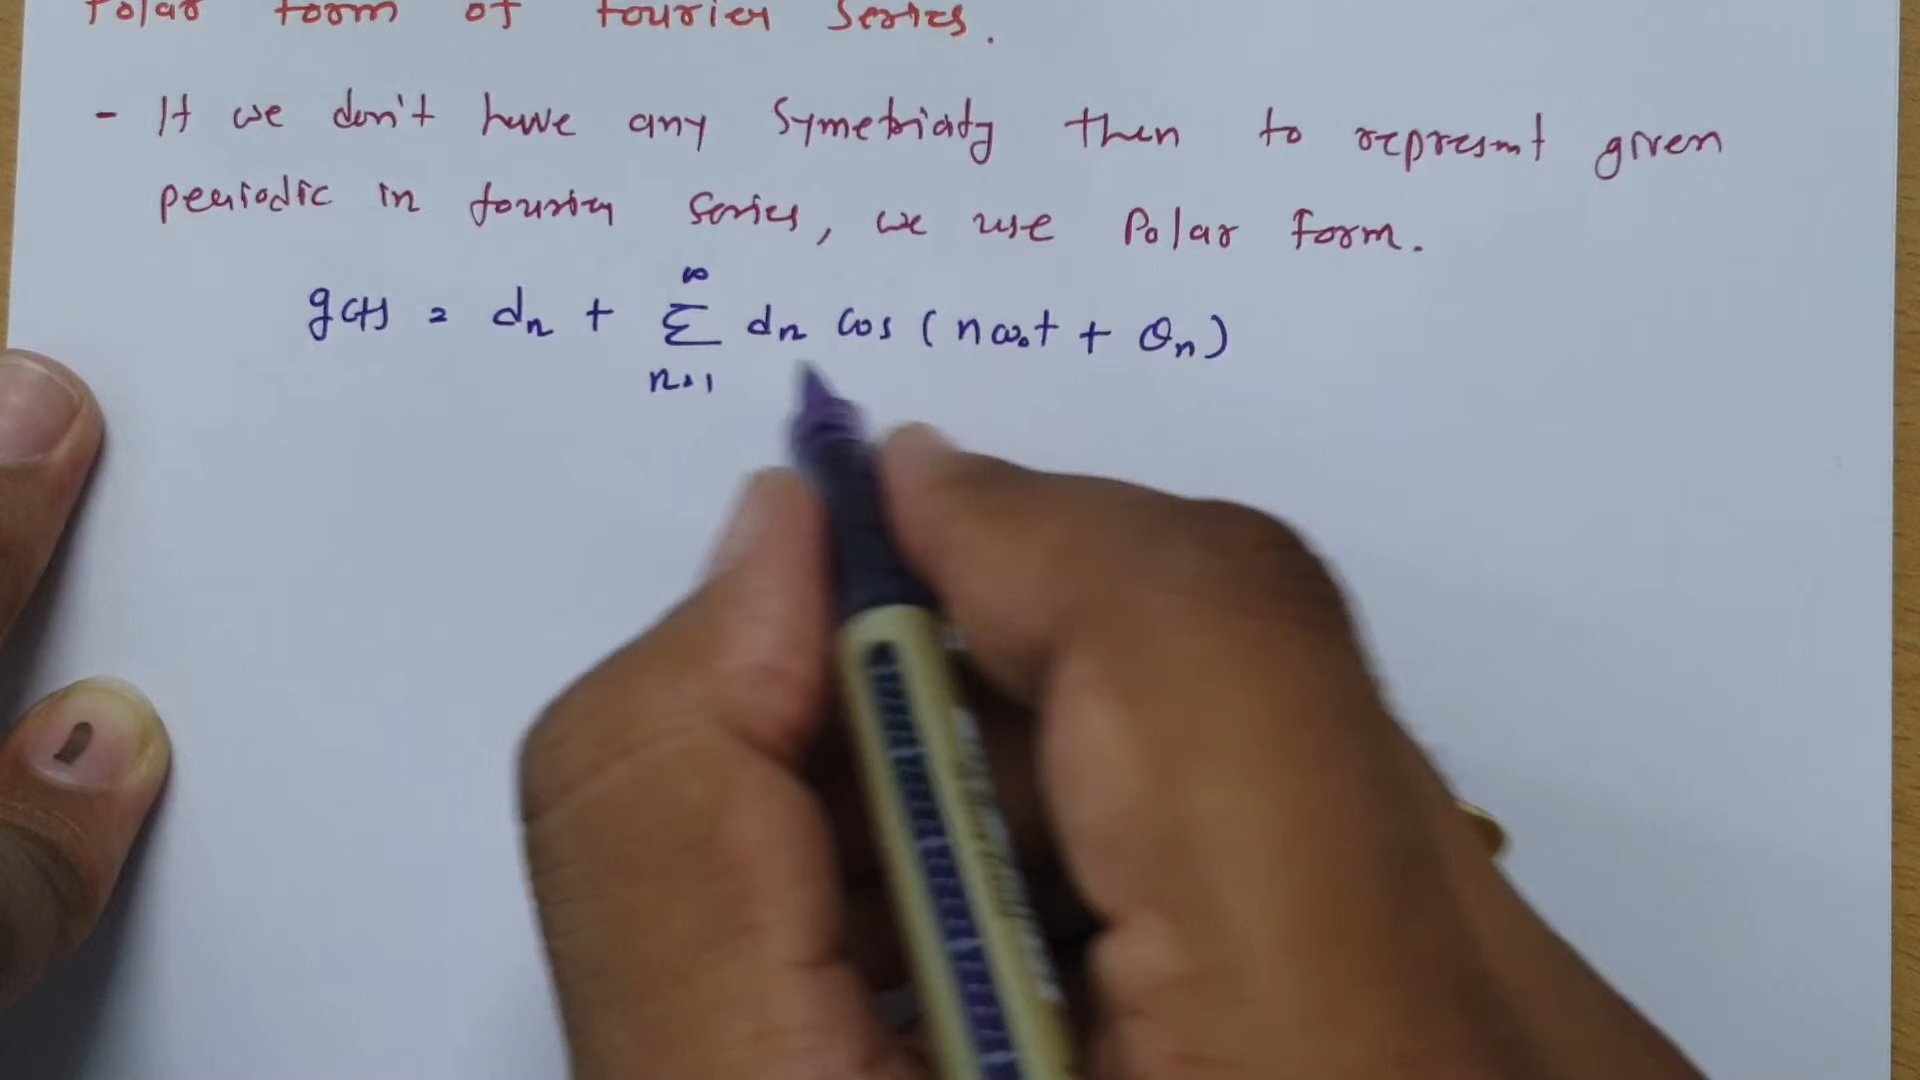 Polar form of fourier series.
- If we don't have any Symetriaty then to represent given
periodic in fourier series, we use Polar Form.
g(t) = dn + ∞ Σ n=1 dn cos (nω₀t + θn)